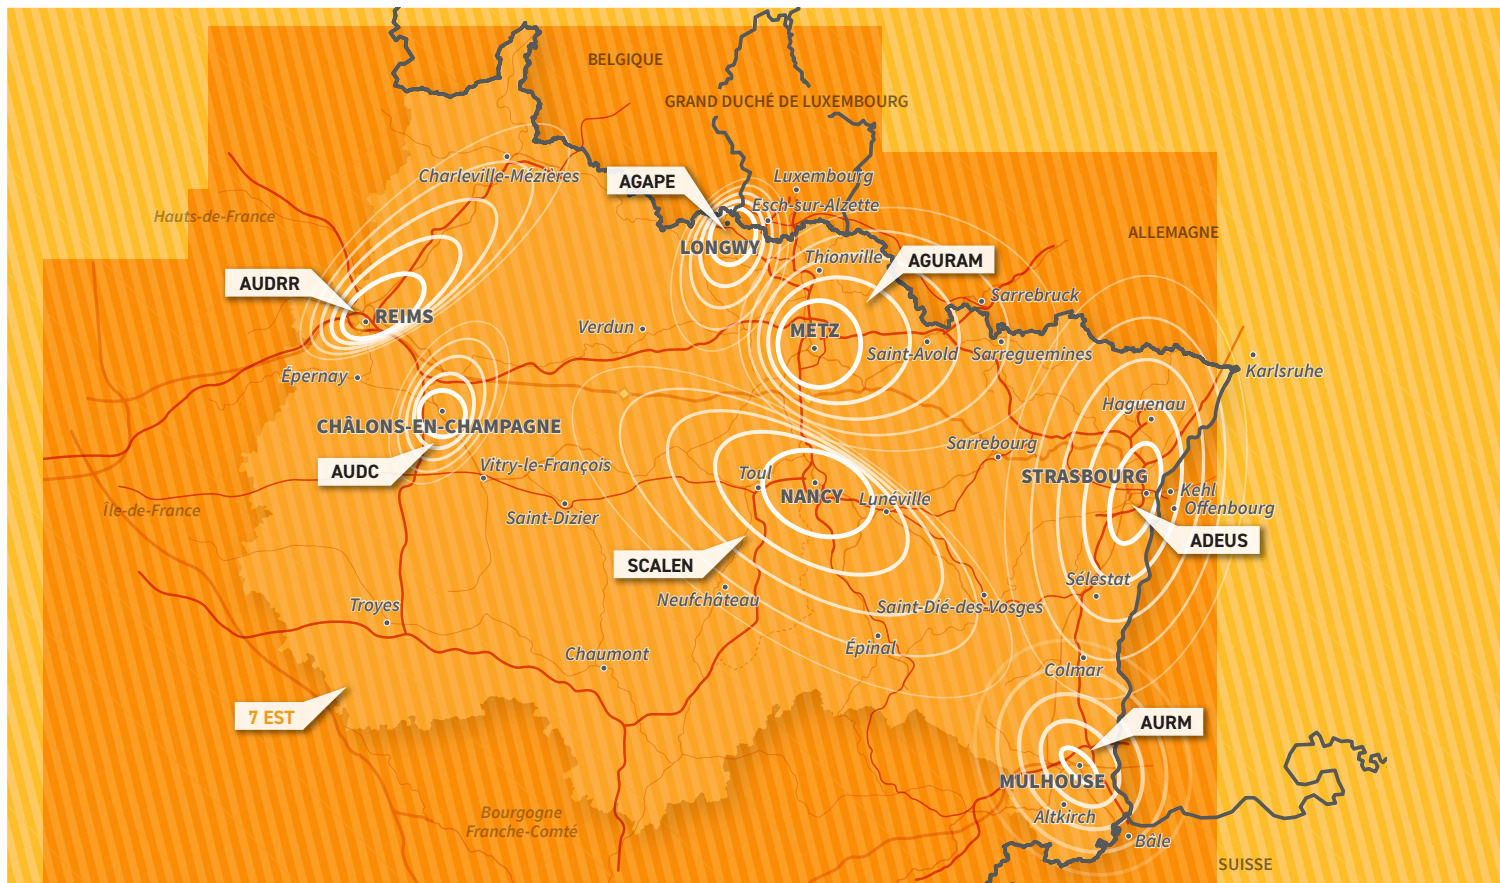 BELGIQUE
GRAND DUCHÉ DE LUXEMBOURG
Charleville-Mézières
AGAPE
Luxembourg
Esch-sur-Alzette
Hauts-de-France
ALLEMAGNE
LONGWY
Thionville
AGURAM
AUDRR
Sarrebruck
REIMS
Verdun
METZ
Saint-Avold
Sarreguemines
Karlsruhe
Épernay
Haguenau
CHÂLONS-EN-CHAMPAGNE
Sarrebourg
AUDC
Vitry-le-François
Toul
NANCY
Lunéville
STRASBOURG
Kehl
Offenbourg
Île-de-France
Saint-Dizier
ADEUS
SCALEN
Sélestat
Neufchâteau
Saint-Dié-des-Vosges
Troyes
Épinal
Chaumont
Colmar
7 EST
AURM
MULHOUSE
Altkirch
Bourgogne
Franche-Comté
Bâle
SUISSE